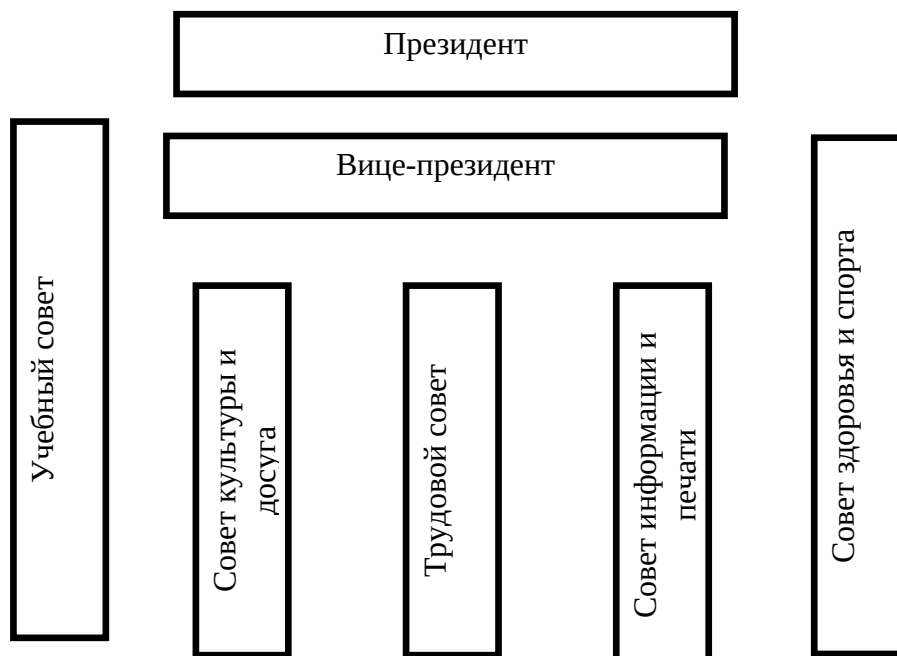 Президент
Вице-президент
Учебный совет
Совет культуры и
досуга
Трудовой совет
Совет информации и
печати
Совет здоровья и спорта